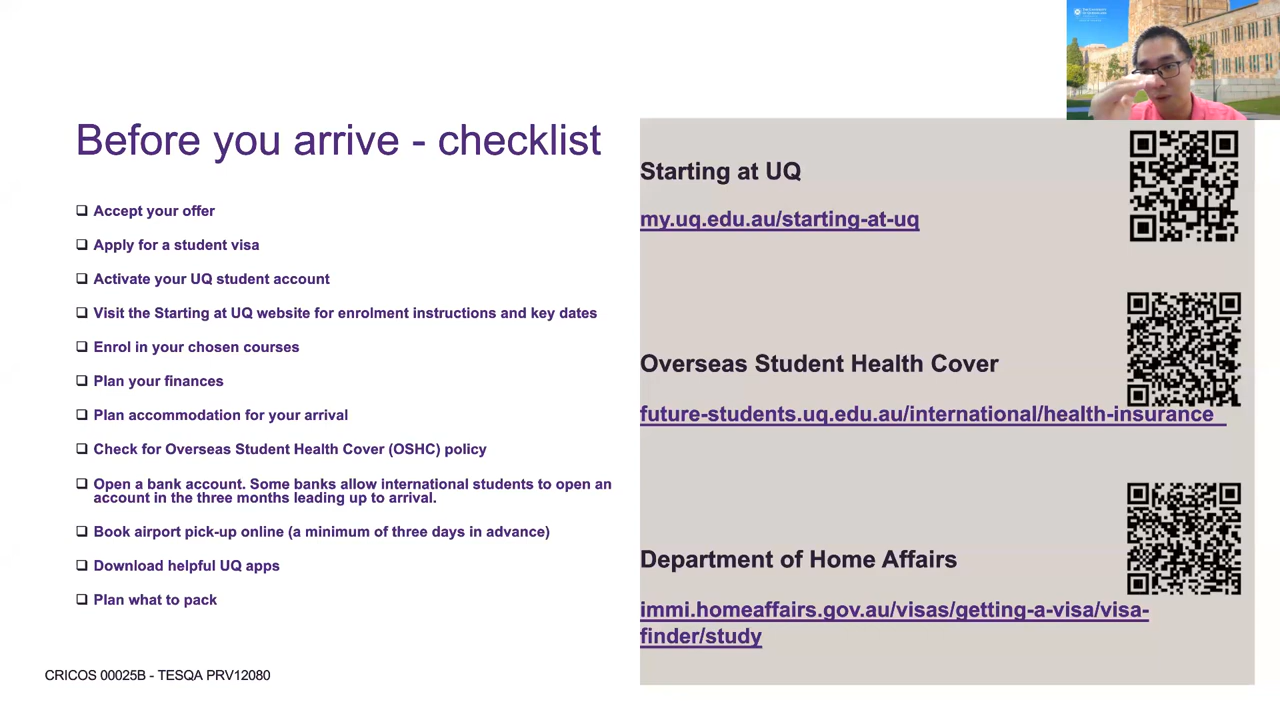 Before you arrive - checklist
Accept your offer
Apply for a student visa
Activate your UQ student account
Visit the Starting at UQ website for enrolment instructions and key dates
Enrol in your chosen courses
Plan your finances
Plan accommodation for your arrival
Check for Overseas Student Health Cover (OSHC) policy
Open a bank account. Some banks allow international students to open an
account in the three months leading up to arrival.
Book airport pick-up online (a minimum of three days in advance)
Download helpful UQ apps
Plan what to pack
CRICOS 00025B - TESQA PRV12080
Starting at UQ
my.uq.edu.au/starting-at-uq
Overseas Student Health Cover
future-students.uq.edu.au/international/health-insurance
Department of Home Affairs
immi.homeaffairs.gov.au/visas/getting-a-visa/visa-
finder/study